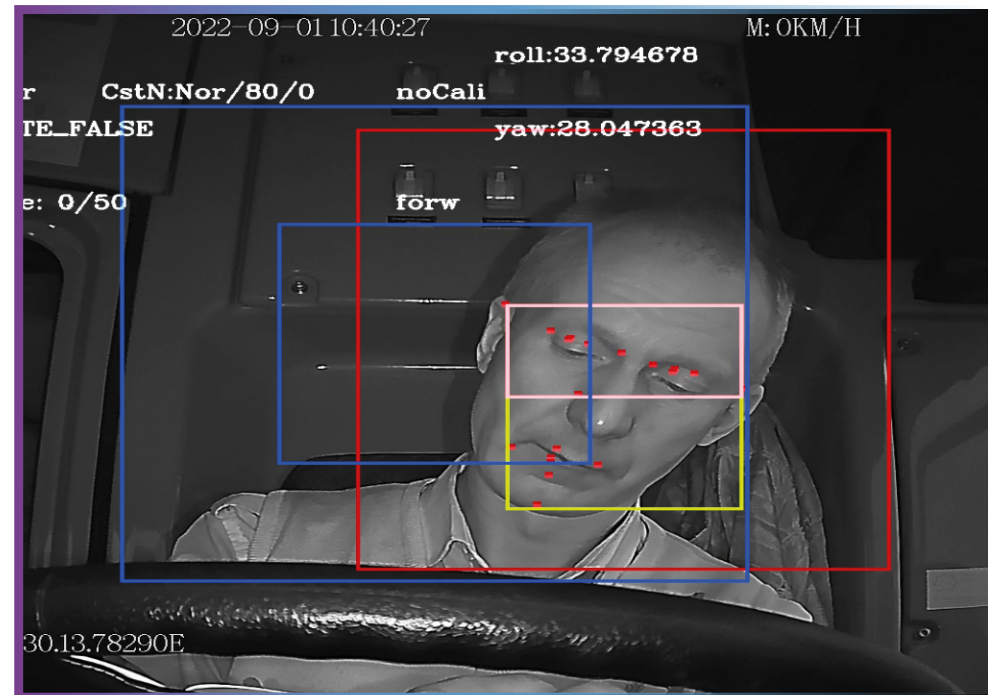 2022-09-01 10:40:27
M: 0KM/H
roll:33.794678
r CstN:Nor/80/0 noCali
TE_FALSE
yaw:28.047363
e: 0/50
forw
30.13.78290E